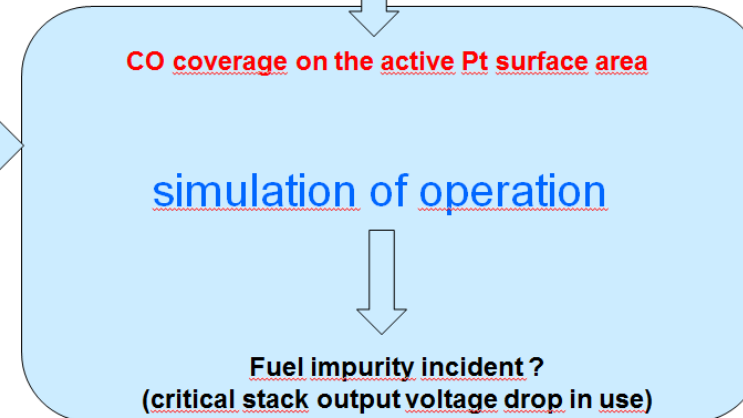 CO coverage on the active Pt surface area
simulation of operation
Fuel impurity incident ?
(critical stack output voltage drop in use)